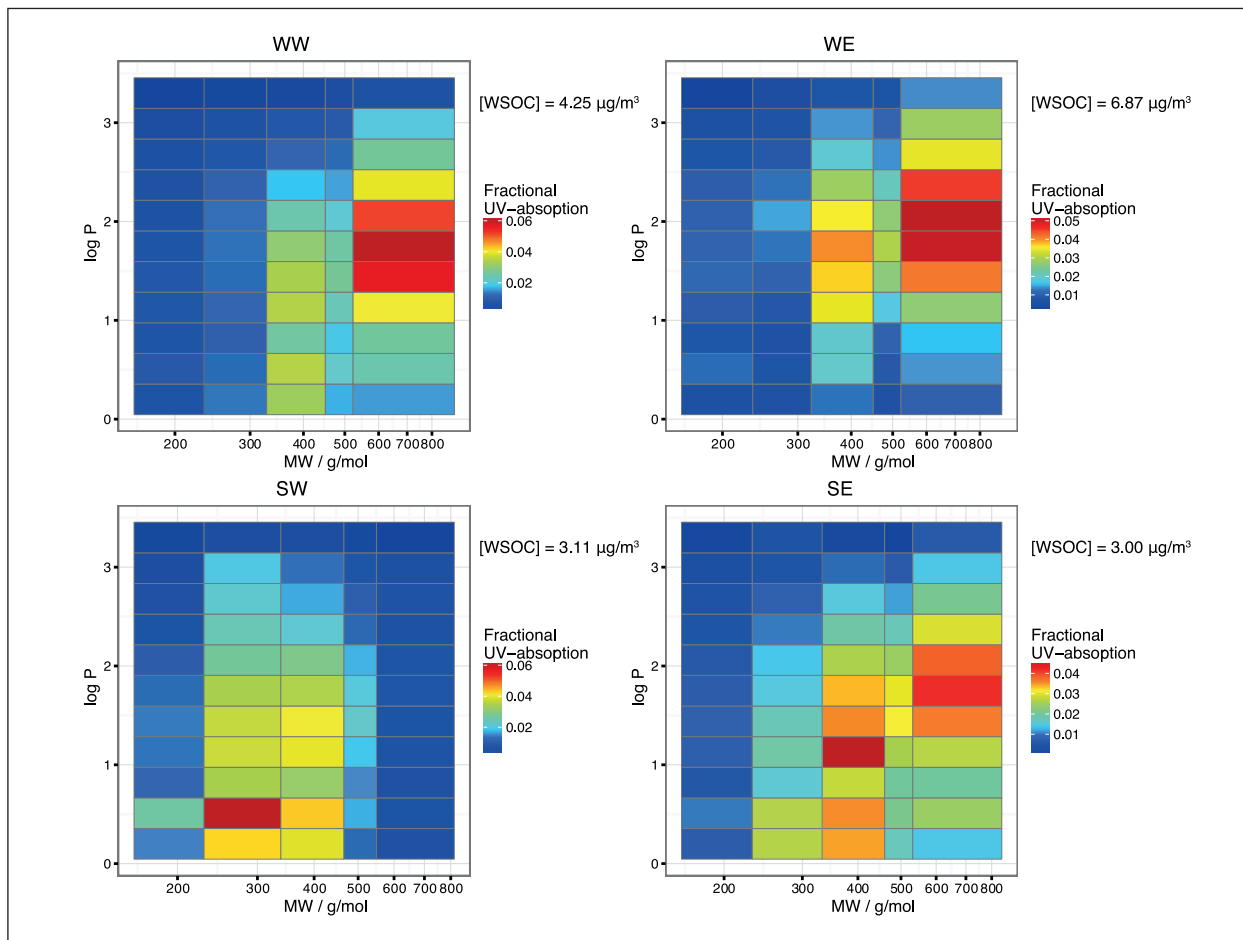 WW
[WSOC] = 4.25 µg/m³
Fractional
UV−absoption
0.06
0.04
0.02
log P
3
2
1
0
200 300 400 500 600 700 800
MW / g/mol
WE
[WSOC] = 6.87 µg/m³
Fractional
UV−absoption
0.05
0.04
0.03
0.02
0.01
log P
3
2
1
0
200 300 400 500 600 700 800
MW / g/mol
SW
[WSOC] = 3.11 µg/m³
Fractional
UV−absoption
0.06
0.04
0.02
log P
3
2
1
0
200 300 400 500 600 700 800
MW / g/mol
SE
[WSOC] = 3.00 µg/m³
Fractional
UV−absoption
0.04
0.03
0.02
0.01
log P
3
2
1
0
200 300 400 500 600 700 800
MW / g/mol